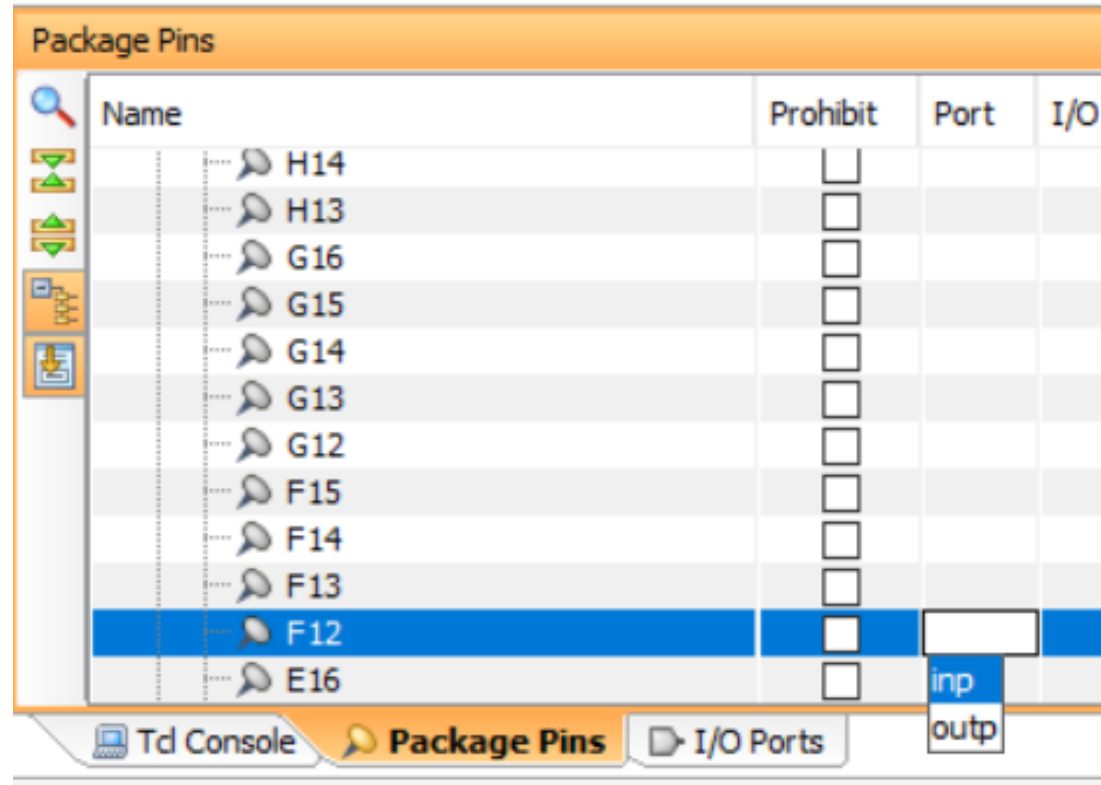 Package Pins
Name Prohibit Port I/O
H14
H13
G16
G15
G14
G13
G12
F15
F14
F13
F12
E16
inp
outp
Tcl Console Package Pins I/O Ports